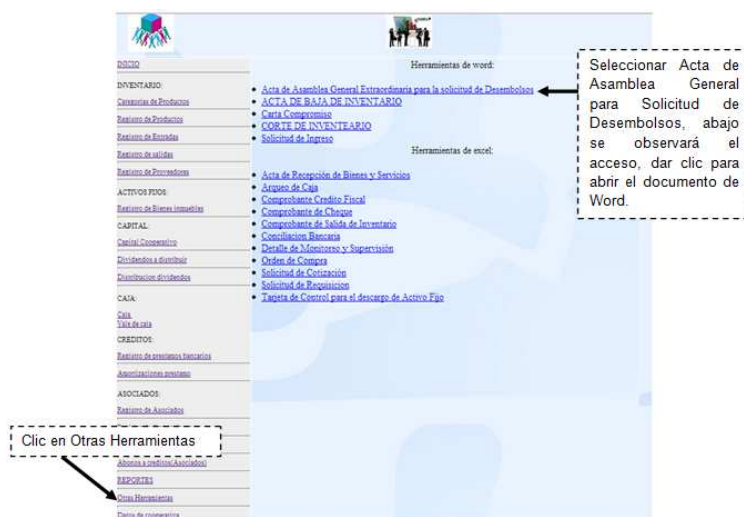 INICIO
INVENTARIO:
Categorias de Productos
Registro de Productos
Registro de Entradas
Registro de salidas
Registro de Proveedores
ACTIVOS FIJOS:
Registro de Bienes inmuebles
CAPITAL:
Capital Cooperativo
Dividendos a distribuir
Distribucion dividendos
CAJA:
Caja
Vale de caja
CREDITOS:
Registro de prestamos bancarios
Amortizaciones prestamo
ASOCIADOS:
Registro de Asociados
Abonos a creditos(Asociados)
REPORTES
Otras Herramientas
Datos de cooperativa
Herramientas de word:
Acta de Asamblea General Extraordinaria para la solicitud de Desembolsos
ACTA DE BAJA DE INVENTARIO
Carta Compromiso
CORTE DE INVENTEARIO
Solicitud de Ingreso
Herramientas de excel:
Acta de Recepción de Bienes y Servicios
Arqueo de Caja
Comprobante Credito Fiscal
Comprobante de Cheque
Comprobante de Salida de Inventario
Conciliacion Bancaria
Detalle de Monitoreo y Supervisión
Orden de Compra
Solicitud de Cotización
Solicitud de Requisicion
Tarjeta de Control para el descargo de Activo Fijo
Seleccionar Acta de
Asamblea General
para Solicitud de
Desembolsos, abajo
se observará el
acceso, dar clic para
abrir el documento de
Word.
Clic en Otras Herramientas